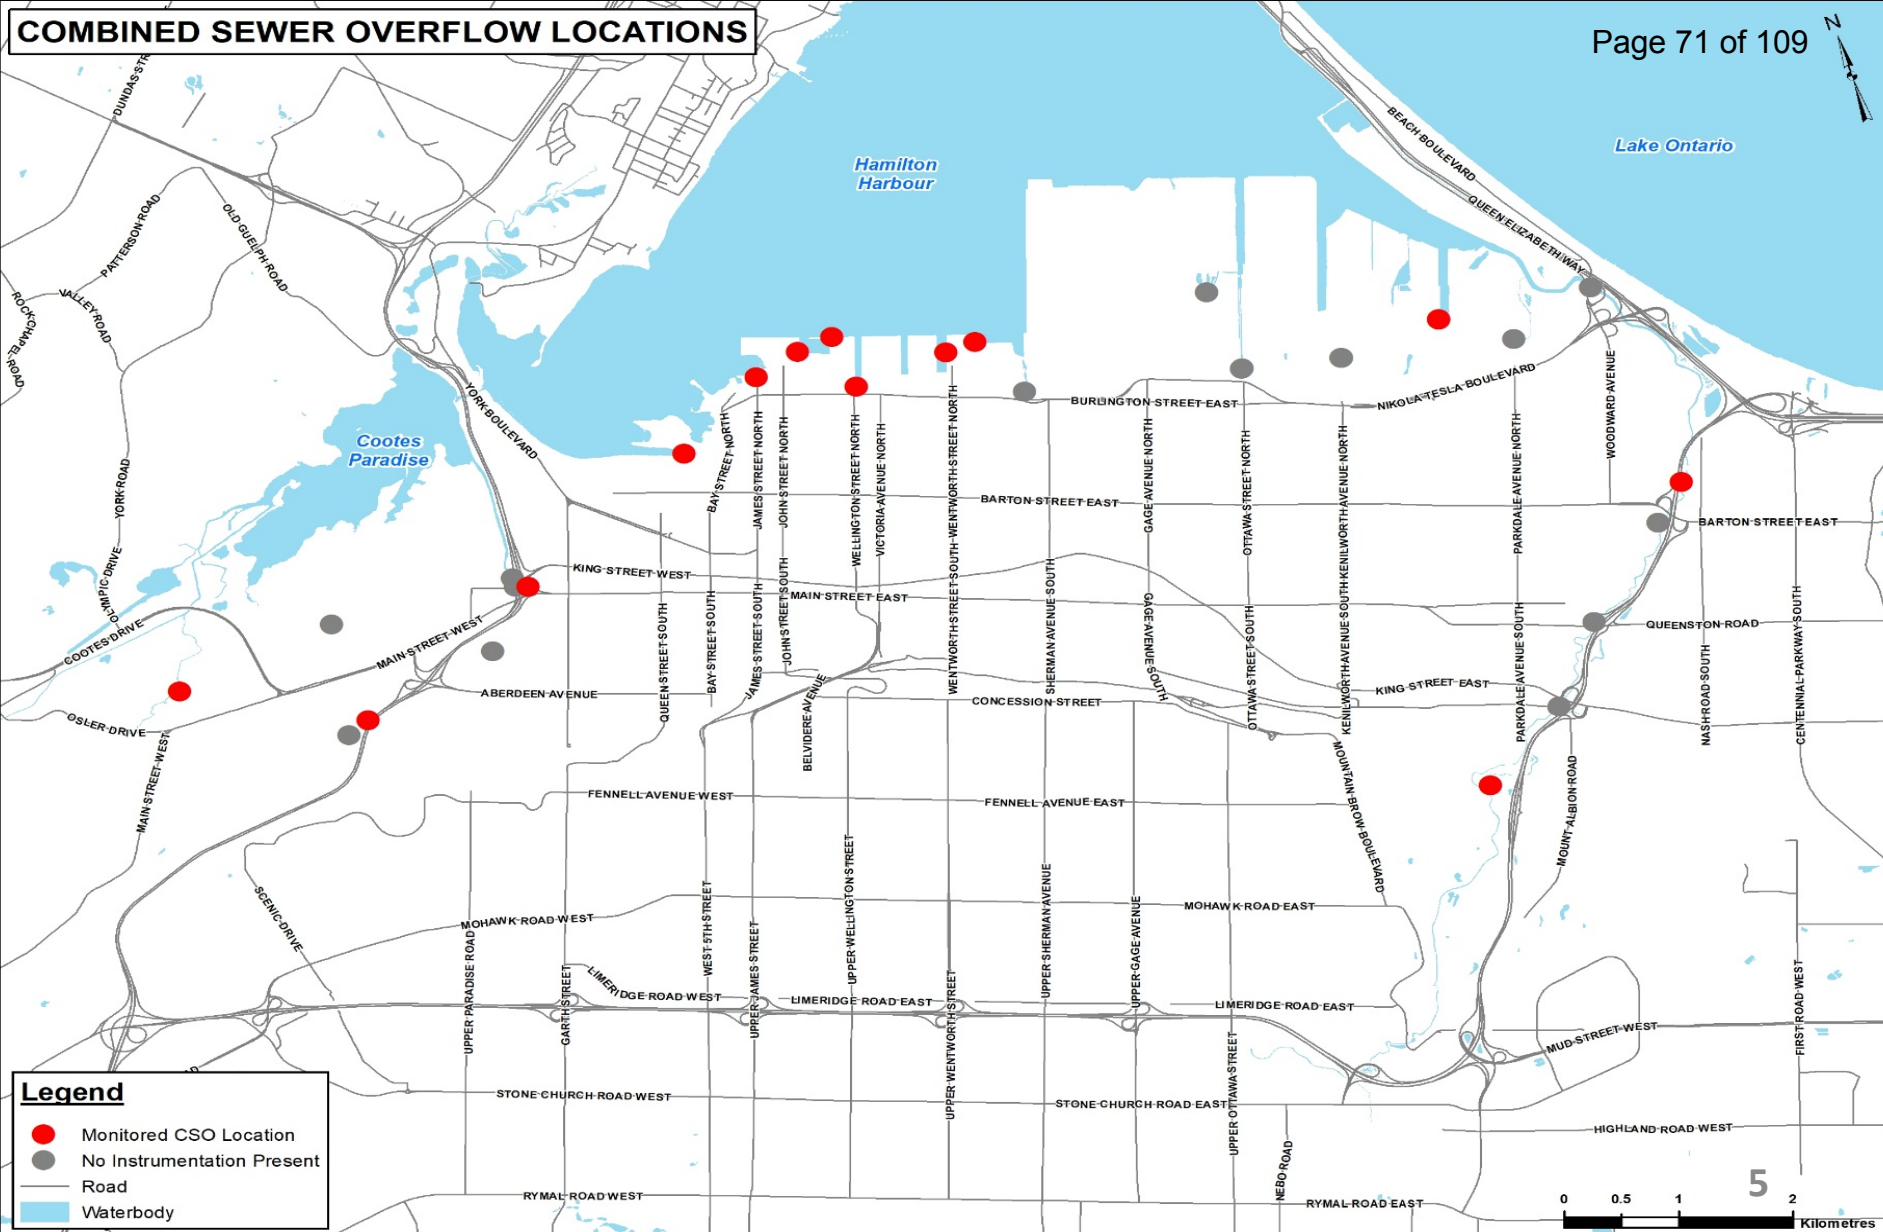 COMBINED SEWER OVERFLOW LOCATIONS
Page 71 of 109
N
DUNDAS STR
BEACH BOULEVARD
Lake Ontario
Hamilton
Harbour
PATTERSON ROAD
OLD GUELPH ROAD
QUEEN ELIZABETH WAY
VALLEY ROAD
ROCK CHAPEL ROAD
YORK BOULEVARD
NIKOLA TESLA BOULEVARD
WOODWARD AVENUE
BURLINGTON STREET EAST
Cootes
Paradise
YORK ROAD
BAY STREET NORTH
JAMES STREET NORTH
JOHN STREET NORTH
WELLINGTON STREET NORTH
VICTORIA AVENUE NORTH
WENTWORTH STREET NORTH
GAGE AVENUE NORTH
OTTAWA STREET NORTH
KENILWORTH AVENUE NORTH
PARKDALE AVENUE NORTH
BARTON STREET EAST
BARTON STREET EAST
OLYMPIC DRIVE
KING STREET WEST
MAIN STREET EAST
COOTES DRIVE
MAIN STREET WEST
QUEENSTON ROAD
QUEEN STREET SOUTH
BAY STREET SOUTH
JAMES STREET SOUTH
JOHN STREET SOUTH
WENTWORTH STREET SOUTH
SHERMAN AVENUE SOUTH
GAGE AVENUE SOUTH
OTTAWA STREET SOUTH
KENILWORTH AVENUE SOUTH
PARKDALE AVENUE SOUTH
NASH ROAD SOUTH
CENTENNIAL PARKWAY SOUTH
ABERDEEN AVENUE
KING STREET EAST
CONCESSION STREET
OSLER DRIVE
BELVIDERE AVENUE
MAIN STREET WEST
MOUNTAIN BROW BOULEVARD
MOUNT ALBION ROAD
FENNELL AVENUE WEST
FENNELL AVENUE EAST
SCENIC DRIVE
MOHAWK ROAD WEST
MOHAWK ROAD EAST
UPPER PARADISE ROAD
GARTH STREET
WEST 5TH STREET
UPPER JAMES STREET
UPPER WELLINGTON STREET
UPPER WENTWORTH STREET
UPPER SHERMAN AVENUE
UPPER GAGE AVENUE
UPPER OTTAWA STREET
LIMERIDGE ROAD WEST
LIMERIDGE ROAD EAST
LIMERIDGE ROAD EAST
MUD STREET WEST
FIRST ROAD WEST
STONE CHURCH ROAD WEST
STONE CHURCH ROAD EAST
HIGHLAND ROAD WEST
NEBO ROAD
RYMAL ROAD WEST
RYMAL ROAD EAST
AD
Legend
Monitored CSO Location
No Instrumentation Present
Road
Waterbody
5
0 0.5 1 2
Kilometres